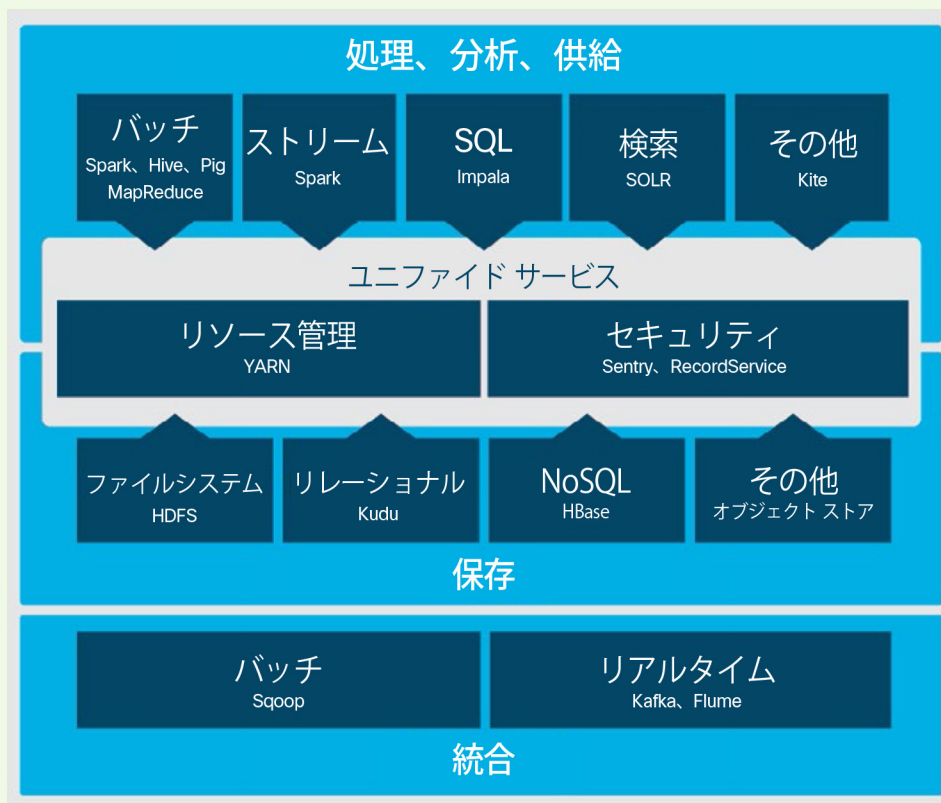 処理、分析、供給
バッチ
Spark、Hive、Pig
MapReduce
ストリーム
Spark
SQL
Impala
検索
SOLR
その他
Kite
ユニファイド サービス
リソース管理
YARN
セキュリティ
Sentry、RecordService
ファイルシステム
HDFS
リレーショナル
Kudu
NoSQL
HBase
その他
オブジェクト ストア
保存
バッチ
Sqoop
リアルタイム
Kafka、Flume
統合